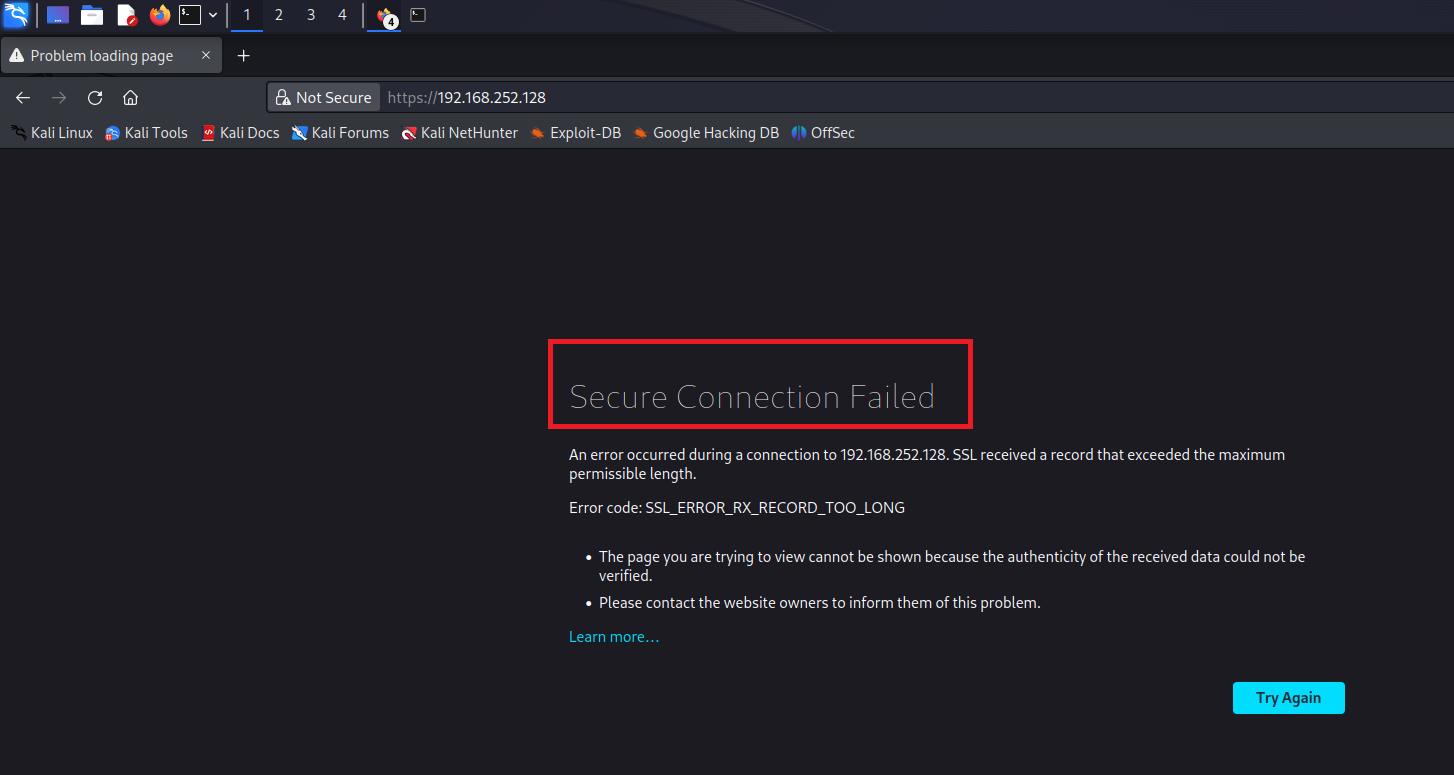 1 2 3 4 4
Problem loading page
Not Secure https://192.168.252.128
Kali Linux Kali Tools Kali Docs Kali Forums Kali NetHunter Exploit-DB Google Hacking DB OffSec
Secure Connection Failed
An error occurred during a connection to 192.168.252.128. SSL received a record that exceeded the maximum
permissible length.
Error code: SSL_ERROR_RX_RECORD_TOO_LONG
The page you are trying to view cannot be shown because the authenticity of the received data could not be
verified.
Please contact the website owners to inform them of this problem.
Learn more…
Try Again